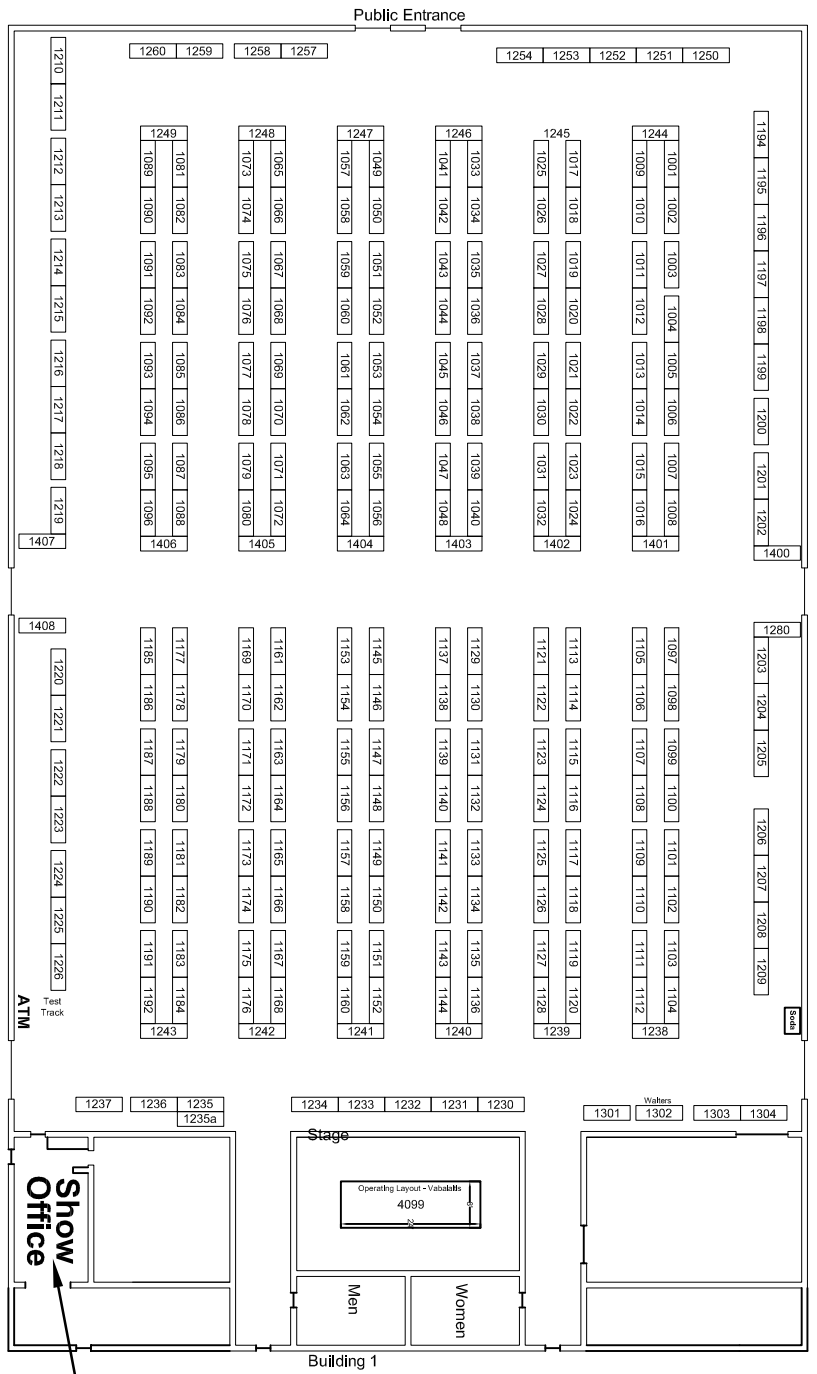 Public Entrance
1260 1259 1258 1257 1254 1253 1252 1251 1250
1210
1211
1212
1213
1214
1215
1216
1217
1218
1219
1407
1249 1248 1247 1246 1245 1244
1089 1081 1073 1065 1057 1049 1041 1033 1025 1017 1009 1001
1090 1082 1074 1066 1058 1050 1042 1034 1026 1018 1010 1002
1091 1083 1075 1067 1059 1051 1043 1035 1027 1019 1011 1003
1092 1084 1076 1068 1060 1052 1044 1036 1028 1020 1012 1004
1093 1085 1077 1069 1061 1053 1045 1037 1029 1021 1013 1005
1094 1086 1078 1070 1062 1054 1046 1038 1030 1022 1014 1006
1095 1087 1079 1071 1063 1055 1047 1039 1031 1023 1015 1007
1096 1088 1080 1072 1064 1056 1048 1040 1032 1024 1016 1008
1406 1405 1404 1403 1402 1401
1194
1195
1196
1197
1198
1199
1200
1201
1202
1400
1408
1220
1221
1222
1223
1224
1225
1226
ATM
Test
Track
1185 1177 1169 1161 1153 1145 1137 1129 1121 1113 1105 1097
1186 1178 1170 1162 1154 1146 1138 1130 1122 1114 1106 1098
1187 1179 1171 1163 1155 1147 1139 1131 1123 1115 1107 1099
1188 1180 1172 1164 1156 1148 1140 1132 1124 1116 1108 1100
1189 1181 1173 1165 1157 1149 1141 1133 1125 1117 1109 1101
1190 1182 1174 1166 1158 1150 1142 1134 1126 1118 1110 1102
1191 1183 1175 1167 1159 1151 1143 1135 1127 1119 1111 1103
1192 1184 1176 1168 1160 1152 1144 1136 1128 1120 1112 1104
1243 1242 1241 1240 1239 1238
1280
1203
1204
1205
1206
1207
1208
1209
Soda
1237 1236 1235
1235a
1234 1233 1232 1231 1230
Walters
1301 1302 1303 1304
Stage
Operating Layout - Vabalaitis
4099
Show
Office
Men
Women
Building 1